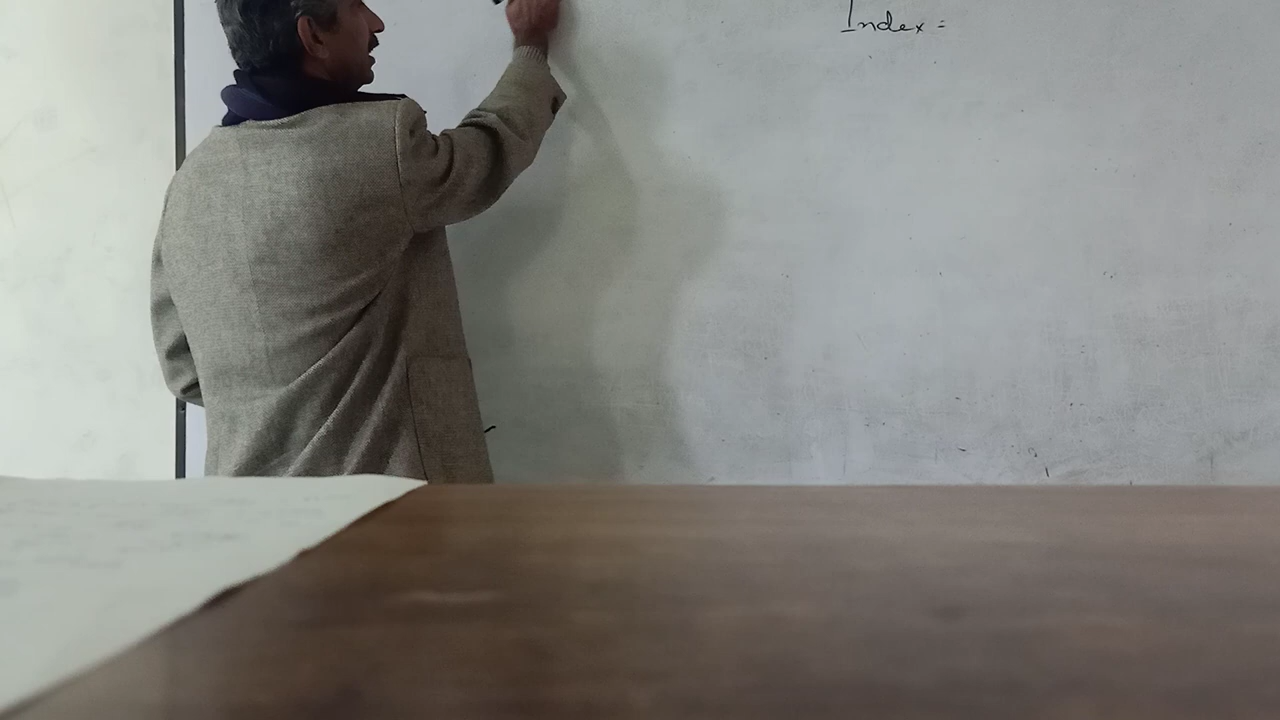 Index =